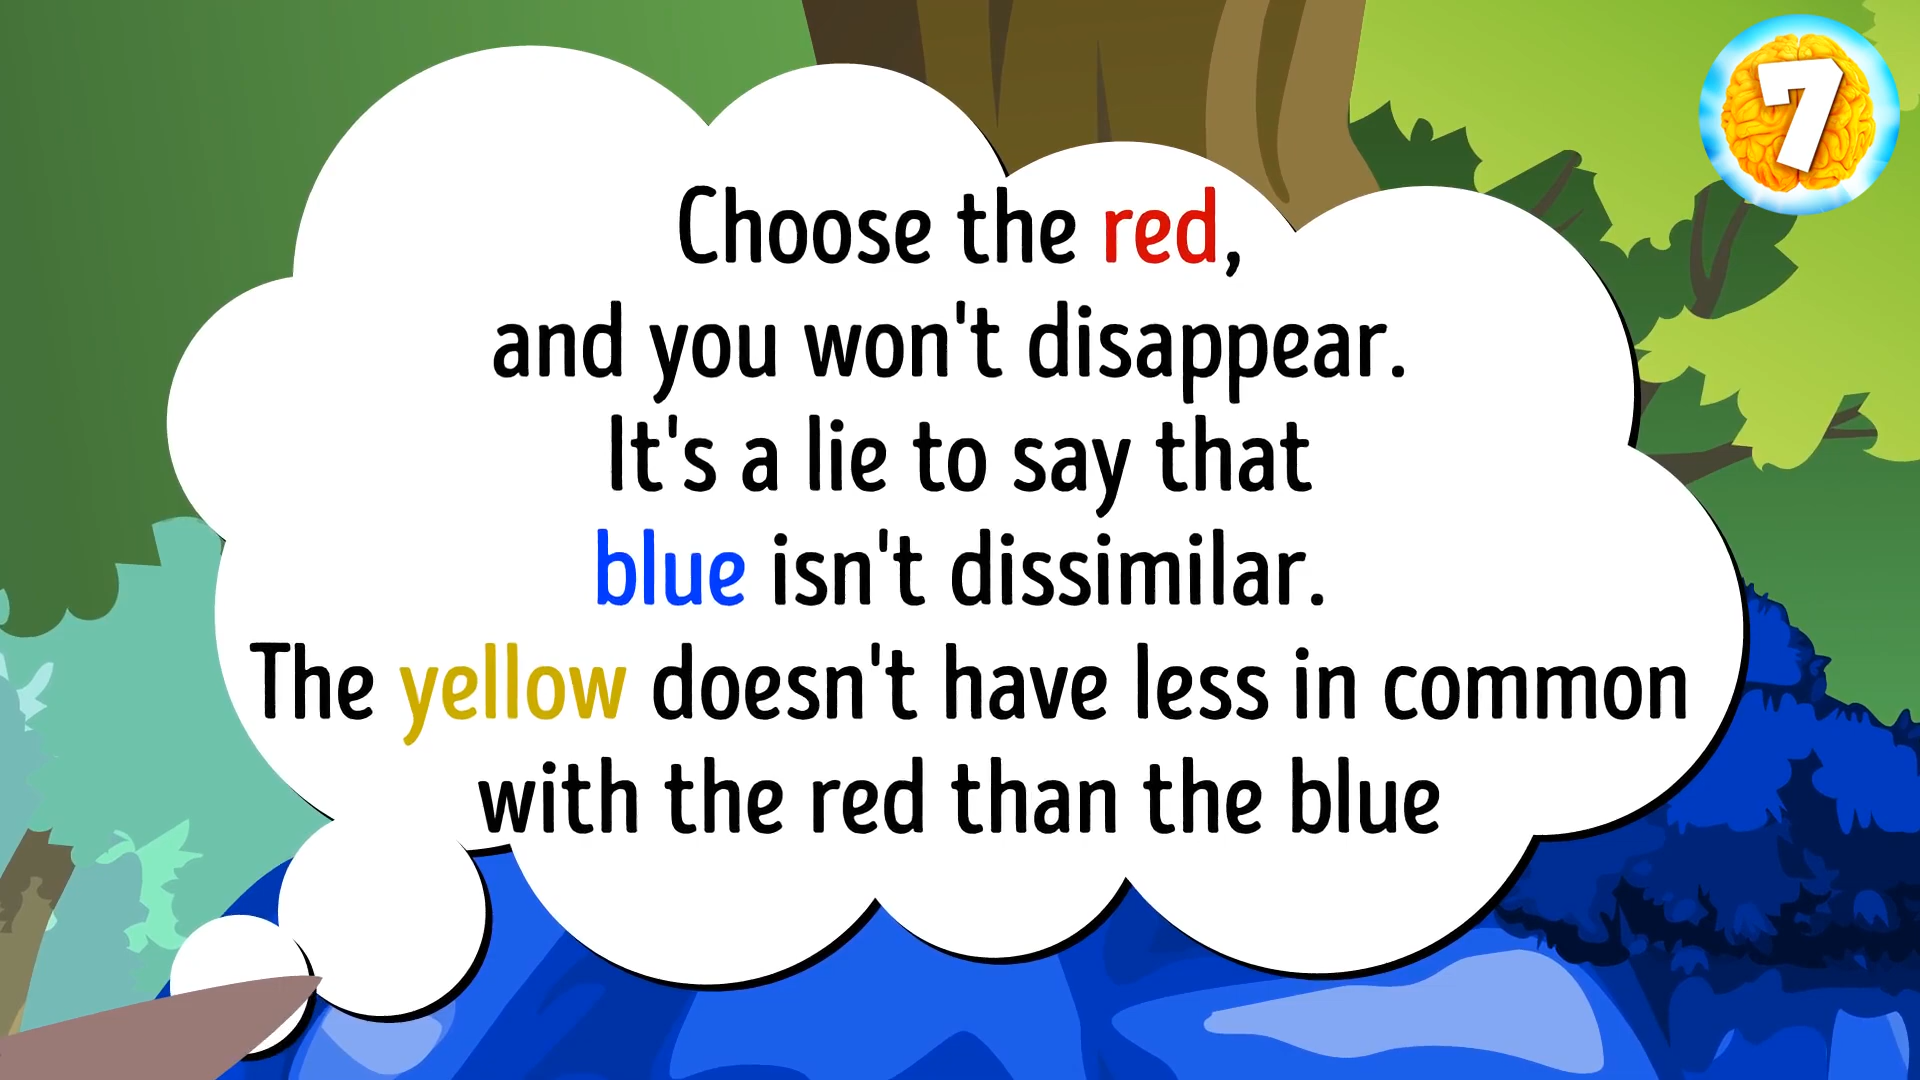 7
Choose the red,
and you won't disappear.
It's a lie to say that
blue isn't dissimilar.
The yellow doesn't have less in common
with the red than the blue